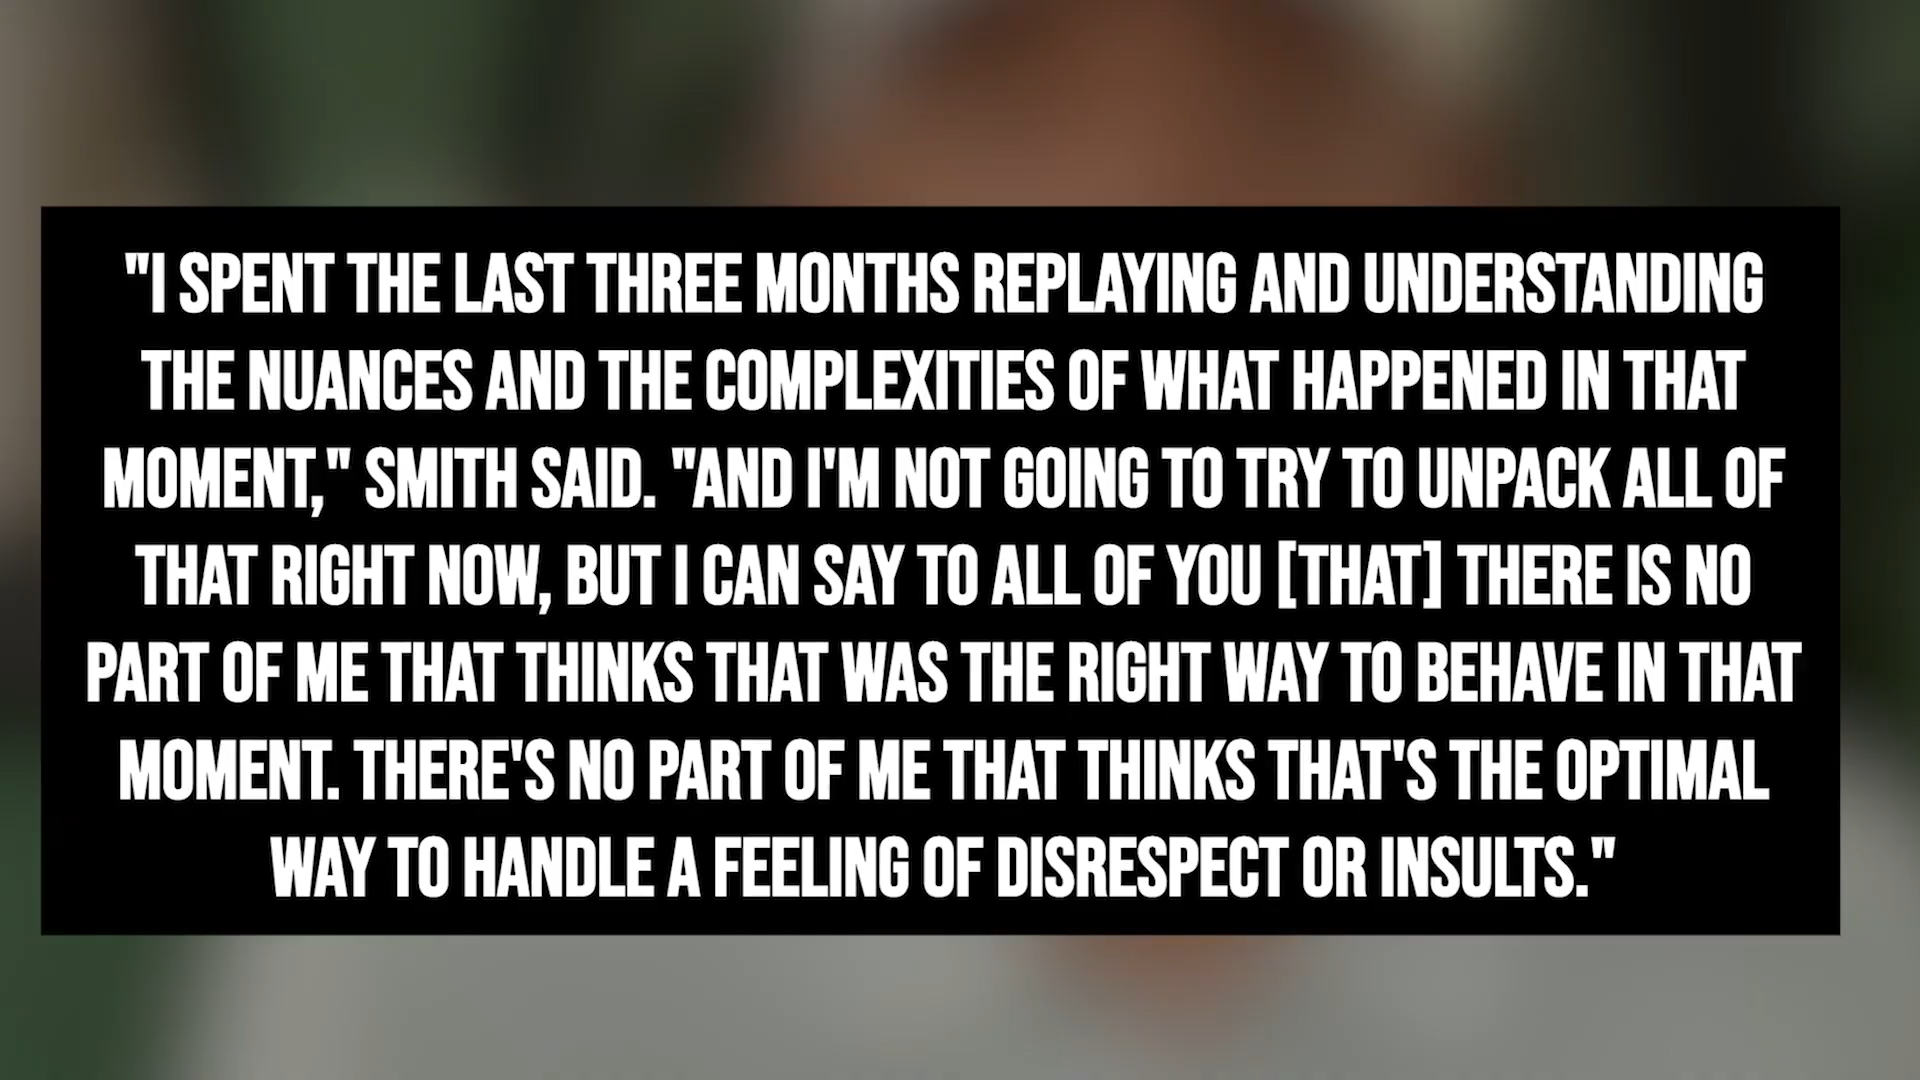 "I SPENT THE LAST THREE MONTHS REPLAYING AND UNDERSTANDING
THE NUANCES AND THE COMPLEXITIES OF WHAT HAPPENED IN THAT
MOMENT," SMITH SAID. "AND I'M NOT GOING TO TRY TO UNPACK ALL OF
THAT RIGHT NOW, BUT I CAN SAY TO ALL OF YOU [THAT] THERE IS NO
PART OF ME THAT THINKS THAT WAS THE RIGHT WAY TO BEHAVE IN THAT
MOMENT. THERE'S NO PART OF ME THAT THINKS THAT'S THE OPTIMAL
WAY TO HANDLE A FEELING OF DISRESPECT OR INSULTS."